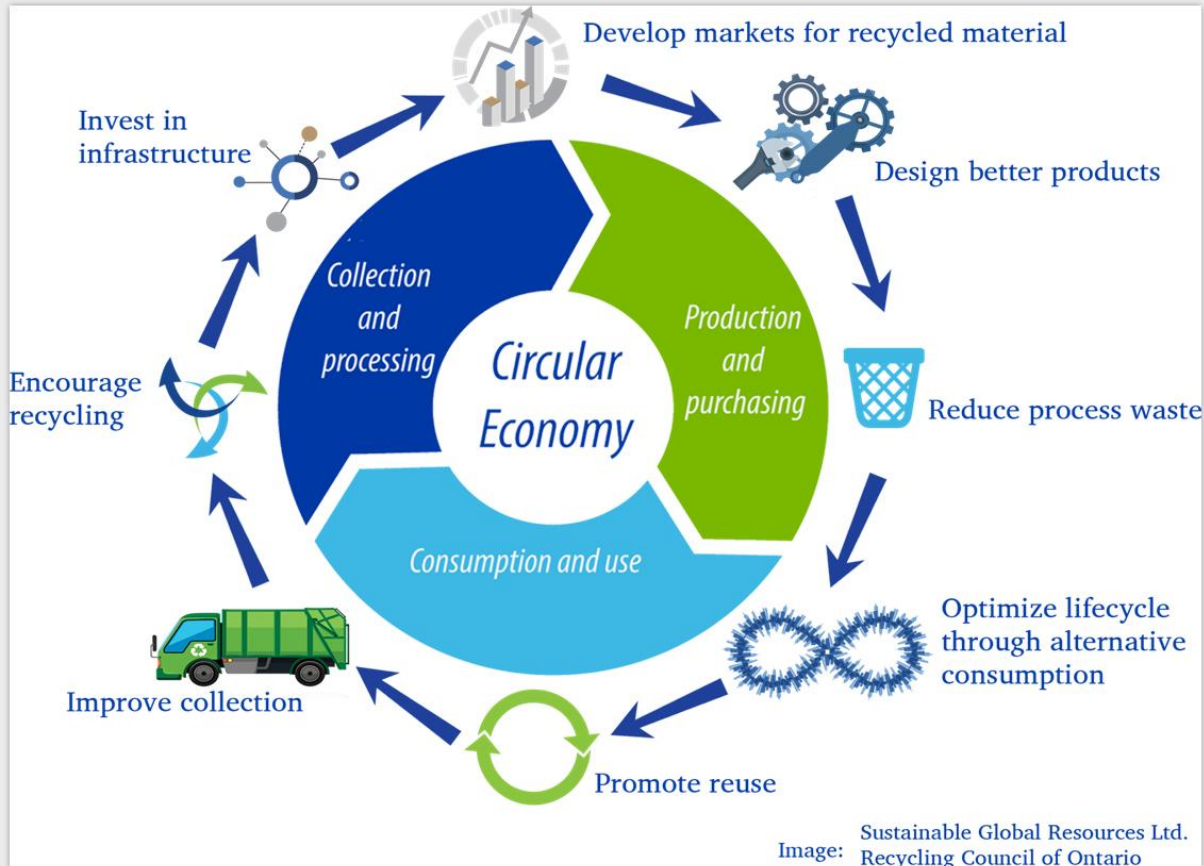 Develop markets for recycled material
Invest in
infrastructure
Design better products
Collection
and
processing
Production
and
purchasing
Circular
Economy
Encourage
recycling
Reduce process waste
Consumption and use
Optimize lifecycle
through alternative
consumption
Improve collection
Promote reuse
Image:
Sustainable Global Resources Ltd.
Recycling Council of Ontario